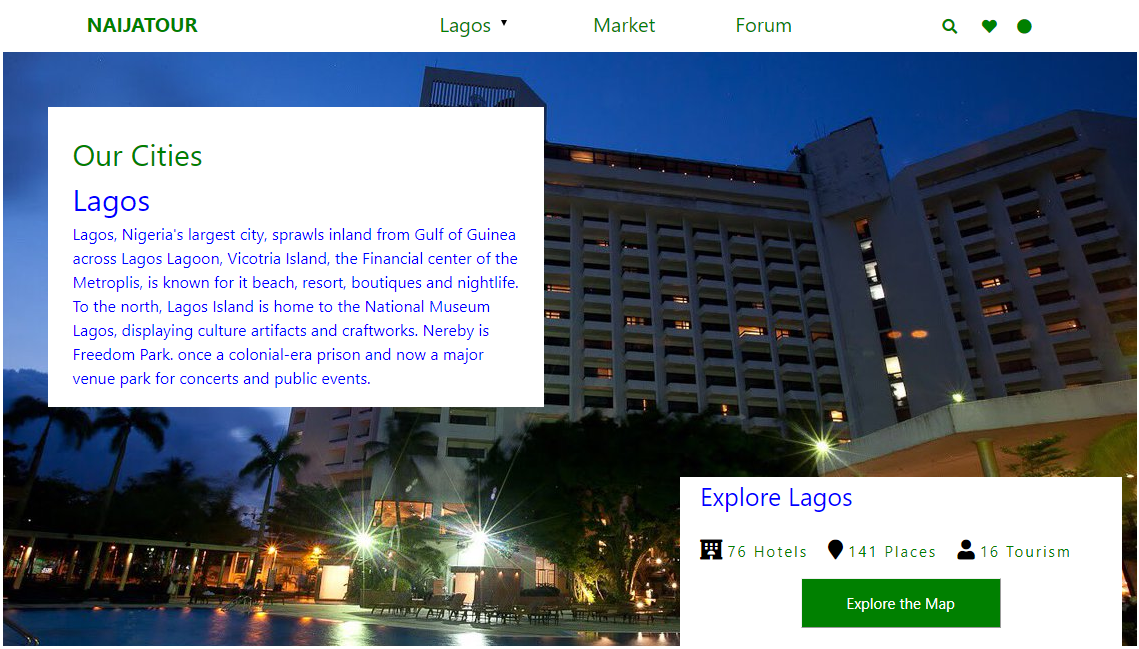 NAIJATOUR
Lagos
Market
Forum
Our Cities
Lagos
Lagos, Nigeria's largest city, sprawls inland from Gulf of Guinea
across Lagos Lagoon, Vicotria Island, the Financial center of the
Metroplis, is known for it beach, resort, boutiques and nightlife.
To the north, Lagos Island is home to the National Museum
Lagos, displaying culture artifacts and craftworks. Nereby is
Freedom Park. once a colonial-era prison and now a major
venue park for concerts and public events.
Explore Lagos
76 Hotels
141 Places
16 Tourism
Explore the Map